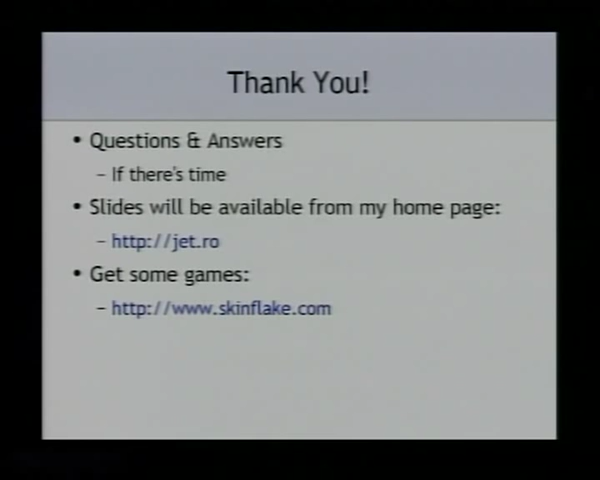 Thank You!
• Questions & Answers
– If there's time
• Slides will be available from my home page:
– http://jet.ro
• Get some games:
– http://www.skinflake.com